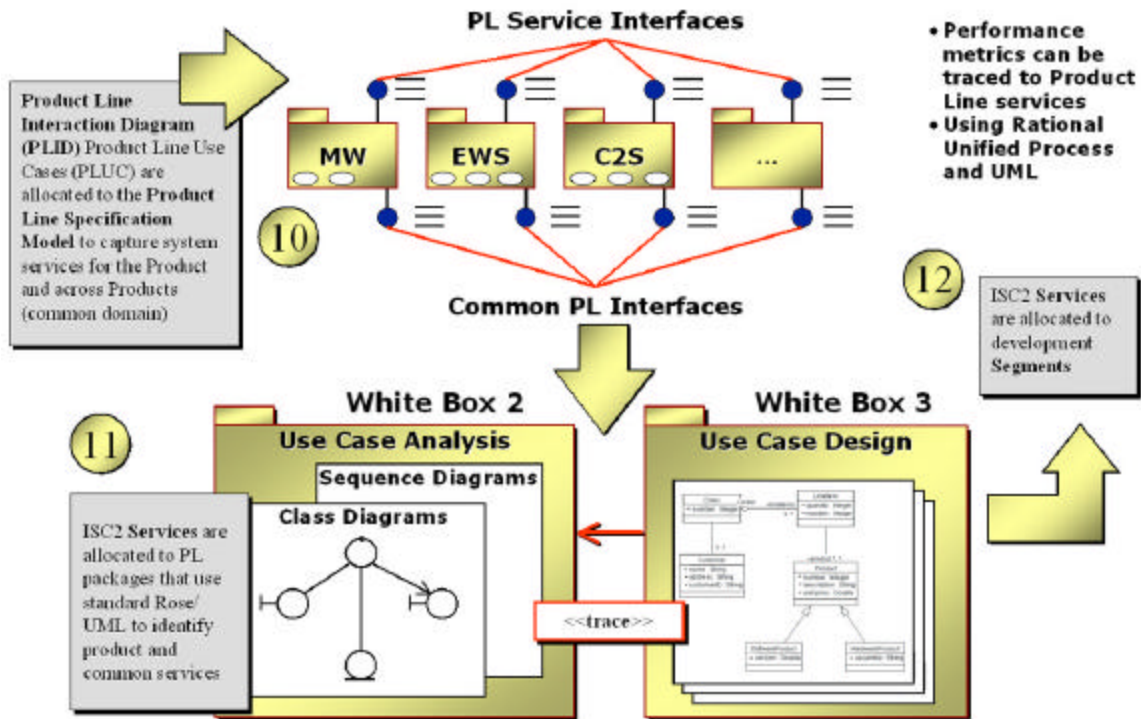 PL Service Interfaces
• Performance
metrics can be
traced to Product
Line services
• Using Rational
Unified Process
and UML
Product Line
Interaction Diagram
(PLID) Product Line Use
Cases (PLUC) are
allocated to the Product
Line Specification
Model to capture system
services for the Product
and across Products
(common domain)
MW
EWS
C2S
...
10
Common PL Interfaces
12
ISC2 Services
are allocated to
development
Segments
White Box 2
White Box 3
11
Use Case Analysis
Use Case Design
Sequence Diagrams
Class Diagrams
ISC2 Services are
allocated to PL
packages that use
standard Rose/
UML to identify
product and
common services
<<trace>>
Product